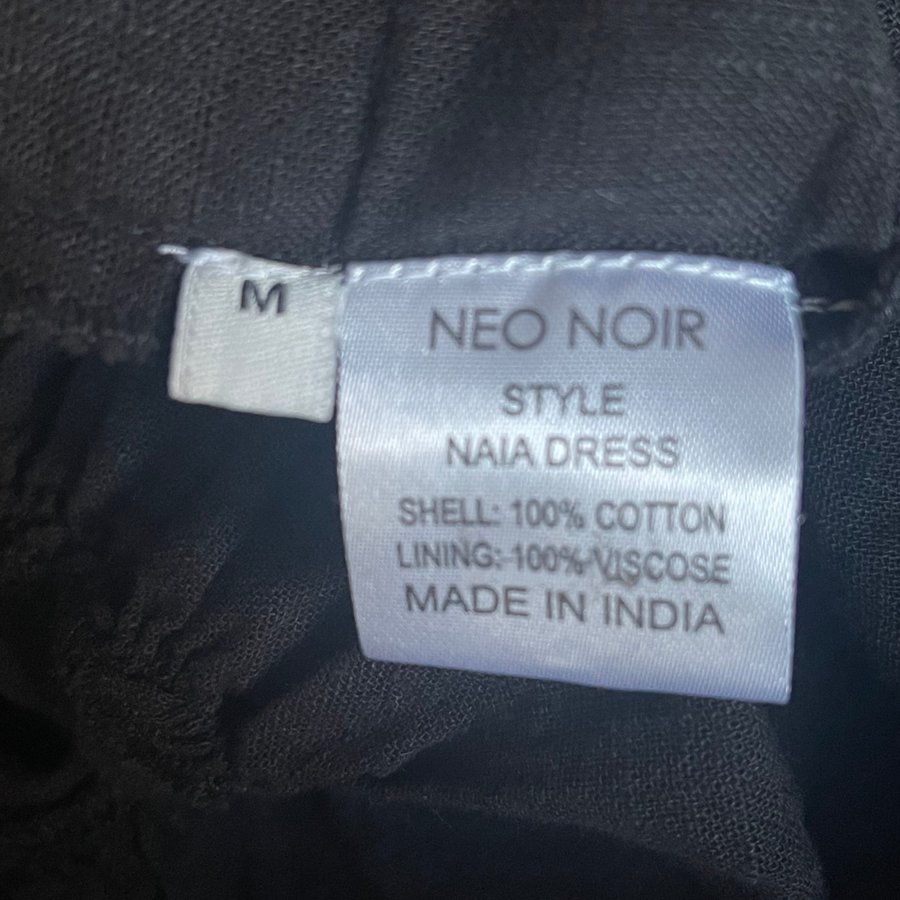 M
NEO NOIR
STYLE
NAIA DRESS
SHELL: 100% COTTON
LINING: 100% VISCOSE
MADE IN INDIA